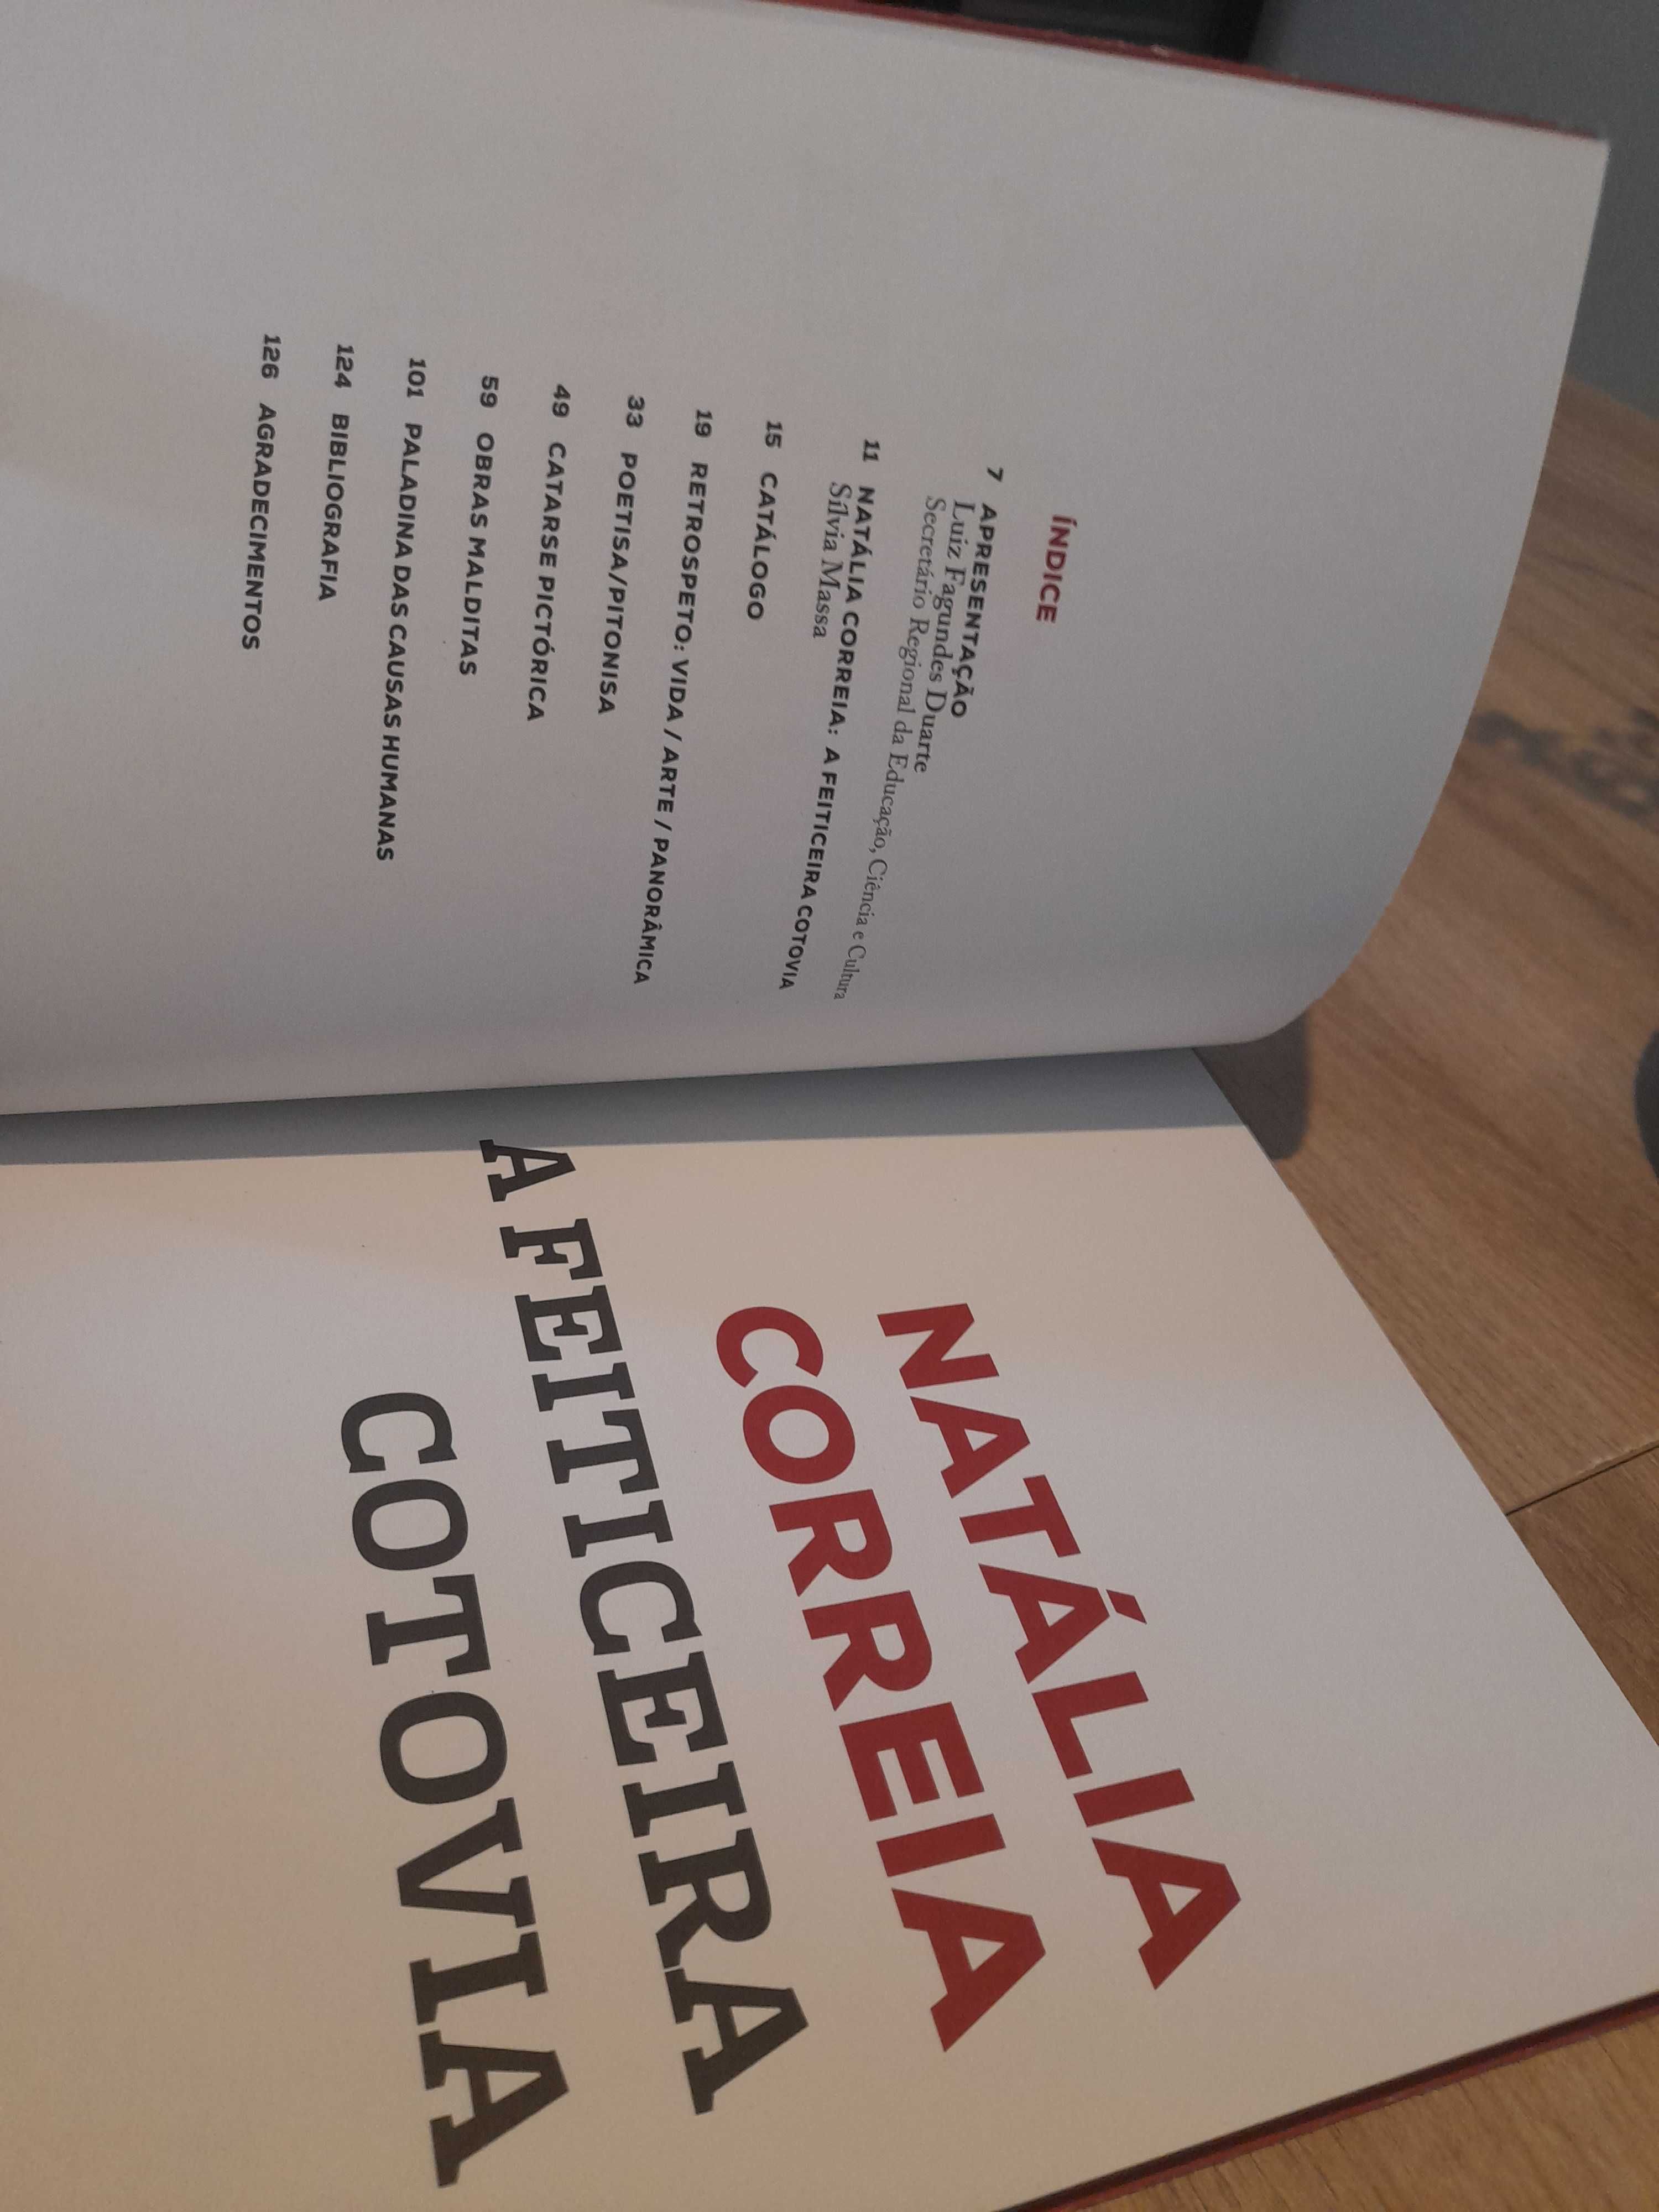 ÍNDICE
7 APRESENTAÇÃO
Luiz Fagundes Duarte
Secretário Regional da Educação, Ciência e Cultura
11 NATÁLIA CORREIA: A FEITICEIRA COTOVIA
Sílvia Massa
15 CATÁLOGO
19 RETROSPETO: VIDA / ARTE / PANORÂMICA
33 POETISA/PITONISA
49 CATARSE PICTÓRICA
59 OBRAS MALDITAS
101 PALADINA DAS CAUSAS HUMANAS
124 BIBLIOGRAFIA
126 AGRADECIMENTOS
NATÁLIA
CORREIA
A FEITICEIRA
COTOVIA